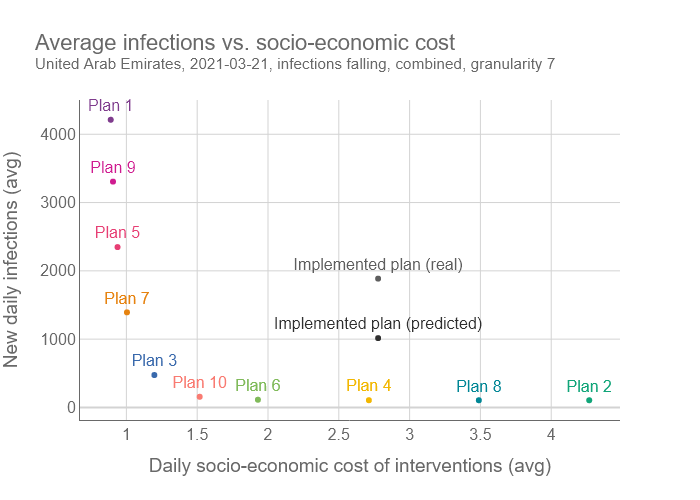 Average infections vs. socio-economic cost
United Arab Emirates, 2021-03-21, infections falling, combined, granularity 7
New daily infections (avg)
4000
3000
2000
1000
0
Plan 1
Plan 9
Plan 5
Implemented plan (real)
Plan 7
Implemented plan (predicted)
Plan 3
Plan 10
Plan 6
Plan 4
Plan 8
Plan 2
1
1.5
2
2.5
3
3.5
4
Daily socio-economic cost of interventions (avg)